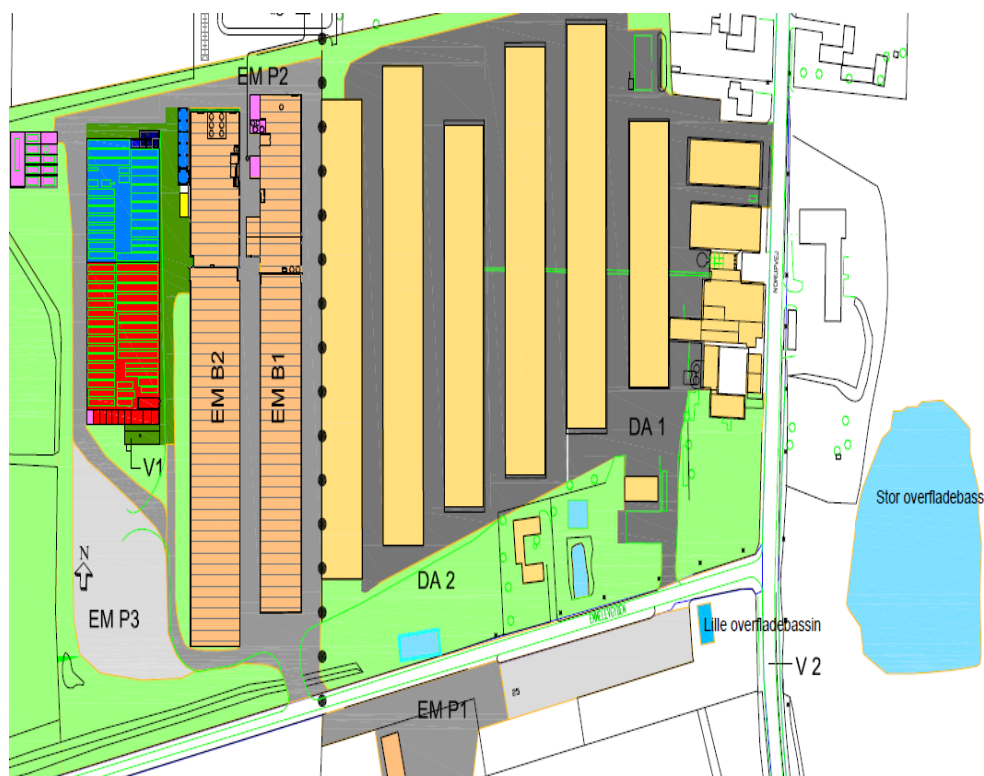 EM P2
NORUPVEJ
EM B2
EM B1
DA 1
V1
Stor overfladebass
N
DA 2
EM P3
Lille overfladebassin
V 2
25
EM P1